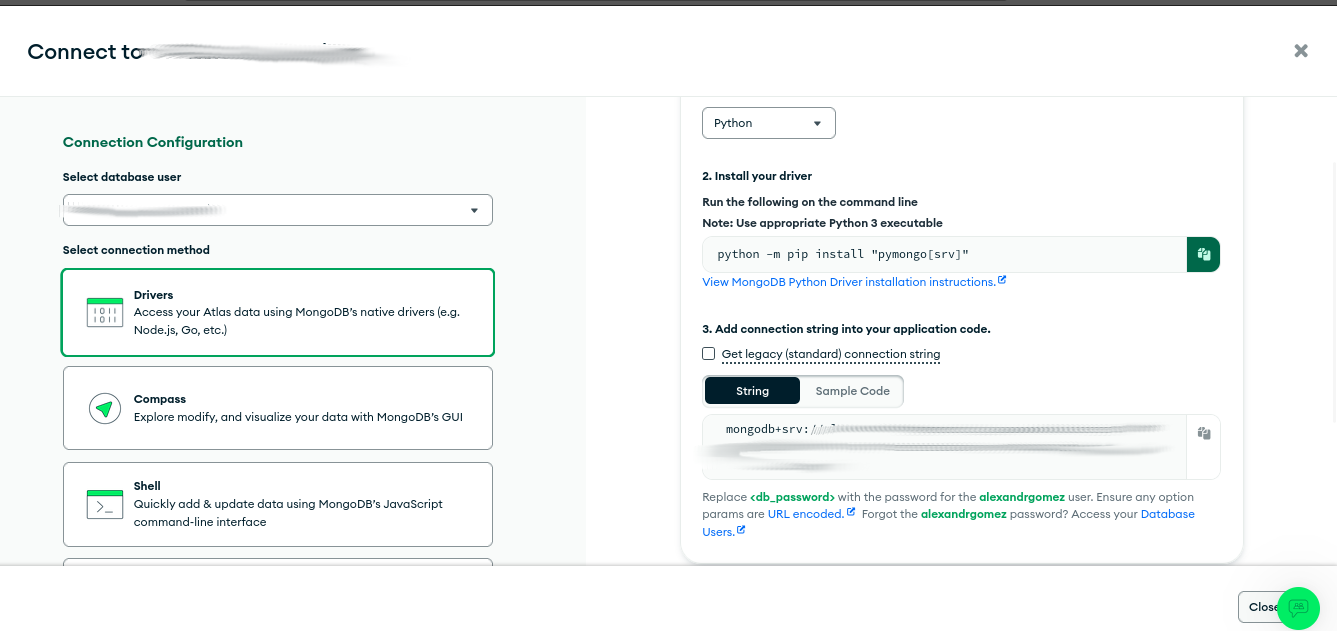 Connect to
Connection Configuration
Select database user
Select connection method
Drivers
Access your Atlas data using MongoDB's native drivers (e.g.
Node.js, Go, etc.)
Compass
Explore modify, and visualize your data with MongoDB's GUI
Shell
Quickly add & update data using MongoDB's JavaScript
command-line interface
Python
2. Install your driver
Run the following on the command line
Note: Use appropriate Python 3 executable
python -m pip install "pymongo[srv]"
View MongoDB Python Driver installation instructions.
3. Add connection string into your application code.
Get legacy (standard) connection string
String Sample Code
mongodb+srv://
Replace <db_password> with the password for the alexandrgomez user. Ensure any option
params are URL encoded. Forgot the alexandrgomez password? Access your Database
Users.
Close